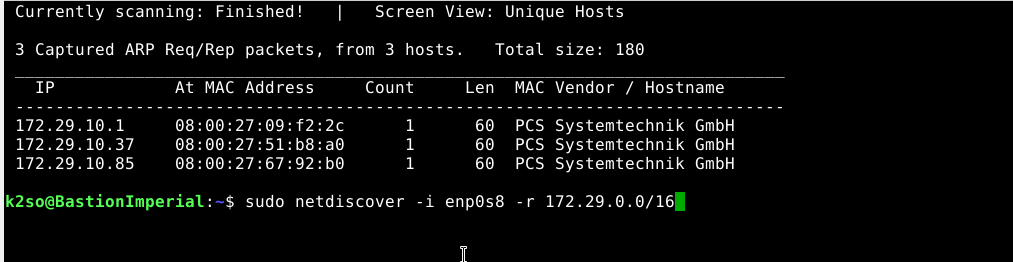 Currently scanning: Finished!   |   Screen View: Unique Hosts
3 Captured ARP Req/Rep packets, from 3 hosts.   Total size: 180
_____________________________________________________________________________
  IP            At MAC Address     Count     Len  MAC Vendor / Hostname
-----------------------------------------------------------------------------
172.29.10.1     08:00:27:09:f2:2c      1      60  PCS Systemtechnik GmbH
172.29.10.37    08:00:27:51:b8:a0      1      60  PCS Systemtechnik GmbH
172.29.10.85    08:00:27:67:92:b0      1      60  PCS Systemtechnik GmbH
k2so@BastionImperial:~$ sudo netdiscover -i enp0s8 -r 172.29.0.0/16